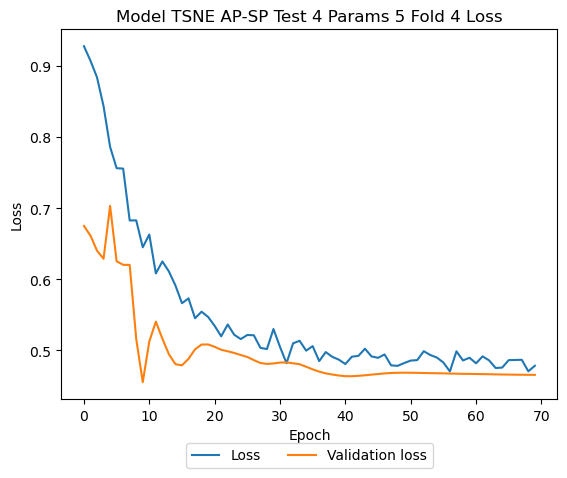 Model TSNE AP-SP Test 4 Params 5 Fold 4 Loss
Loss
0.9
0.8
0.7
0.6
0.5
0 10 20 30 40 50 60 70
Epoch
Loss Validation loss